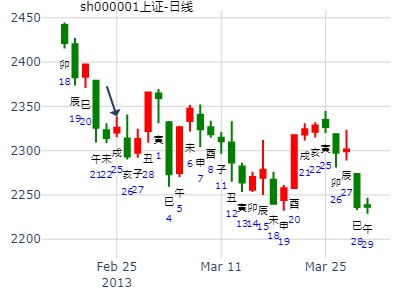 sh000001上证-日线
2450
2400
2350
2300
2250
2200
卯
18
辰
19
巳
20
午
21
未
22
戌
25
亥
26
子
27
丑
28
寅
1
巳
4
午
5
未
6
申
7
酉
8
子
11
丑
12
寅
13
卯
14
辰
15
未
18
申
19
酉
20
戌
21
亥
22
寅
25
卯
26
辰
27
巳
28
午
29
Feb 25
2013
Mar 11
Mar 25